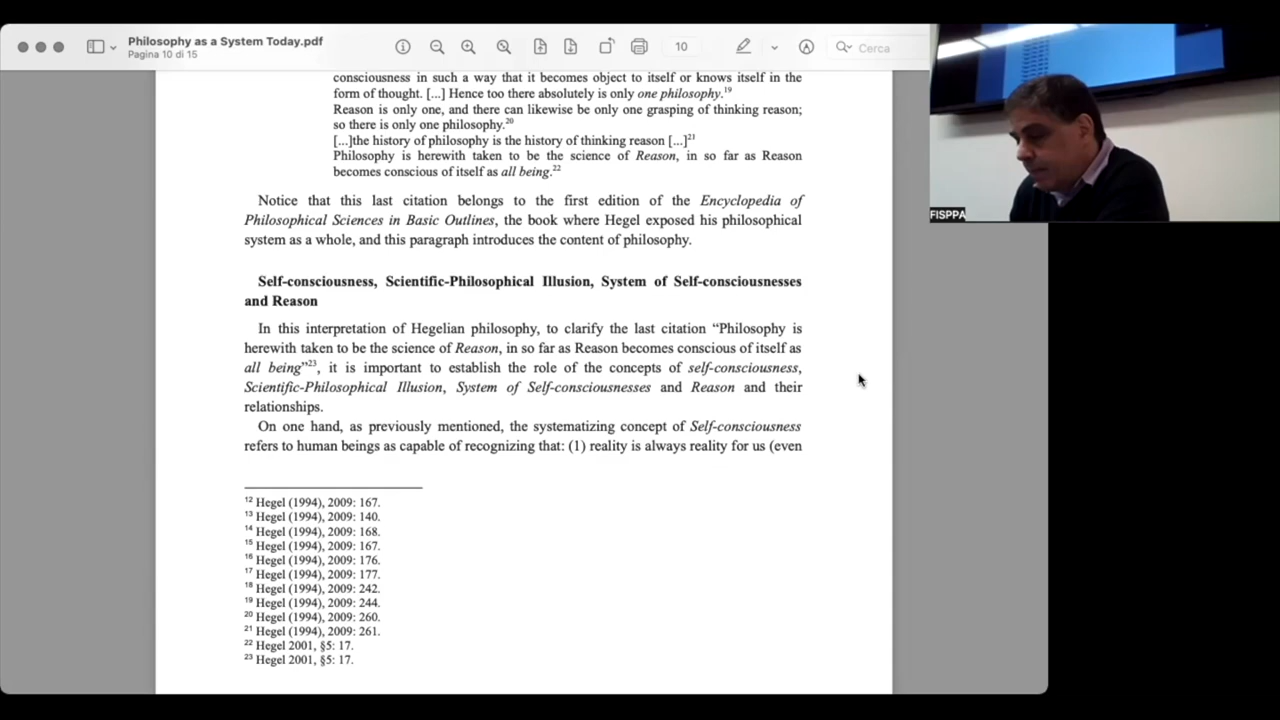 Philosophy as a System Today.pdf
Pagina 10 di 15
10
Cerca
consciousness in such a way that it becomes object to itself or knows itself in the
form of thought. [...] Hence too there absolutely is only one philosophy.¹⁹
Reason is only one, and there can likewise be only one grasping of thinking reason;
so there is only one philosophy.²⁰
[...]the history of philosophy is the history of thinking reason [...]²¹
Philosophy is herewith taken to be the science of Reason, in so far as Reason
becomes conscious of itself as all being.²²
Notice that this last citation belongs to the first edition of the Encyclopedia of
Philosophical Sciences in Basic Outlines, the book where Hegel exposed his philosophical
system as a whole, and this paragraph introduces the content of philosophy.
Self-consciousness, Scientific-Philosophical Illusion, System of Self-consciousnesses
and Reason
In this interpretation of Hegelian philosophy, to clarify the last citation “Philosophy is
herewith taken to be the science of Reason, in so far as Reason becomes conscious of itself as
all being”²³, it is important to establish the role of the concepts of self-consciousness,
Scientific-Philosophical Illusion, System of Self-consciousnesses and Reason and their
relationships.
On one hand, as previously mentioned, the systematizing concept of Self-consciousness
refers to human beings as capable of recognizing that: (1) reality is always reality for us (even
¹² Hegel (1994), 2009: 167.
¹³ Hegel (1994), 2009: 140.
¹⁴ Hegel (1994), 2009: 168.
¹⁵ Hegel (1994), 2009: 167.
¹⁶ Hegel (1994), 2009: 176.
¹⁷ Hegel (1994), 2009: 177.
¹⁸ Hegel (1994), 2009: 242.
¹⁹ Hegel (1994), 2009: 244.
²⁰ Hegel (1994), 2009: 260.
²¹ Hegel (1994), 2009: 261.
²² Hegel 2001, §5: 17.
²³ Hegel 2001, §5: 17.
FISPPA